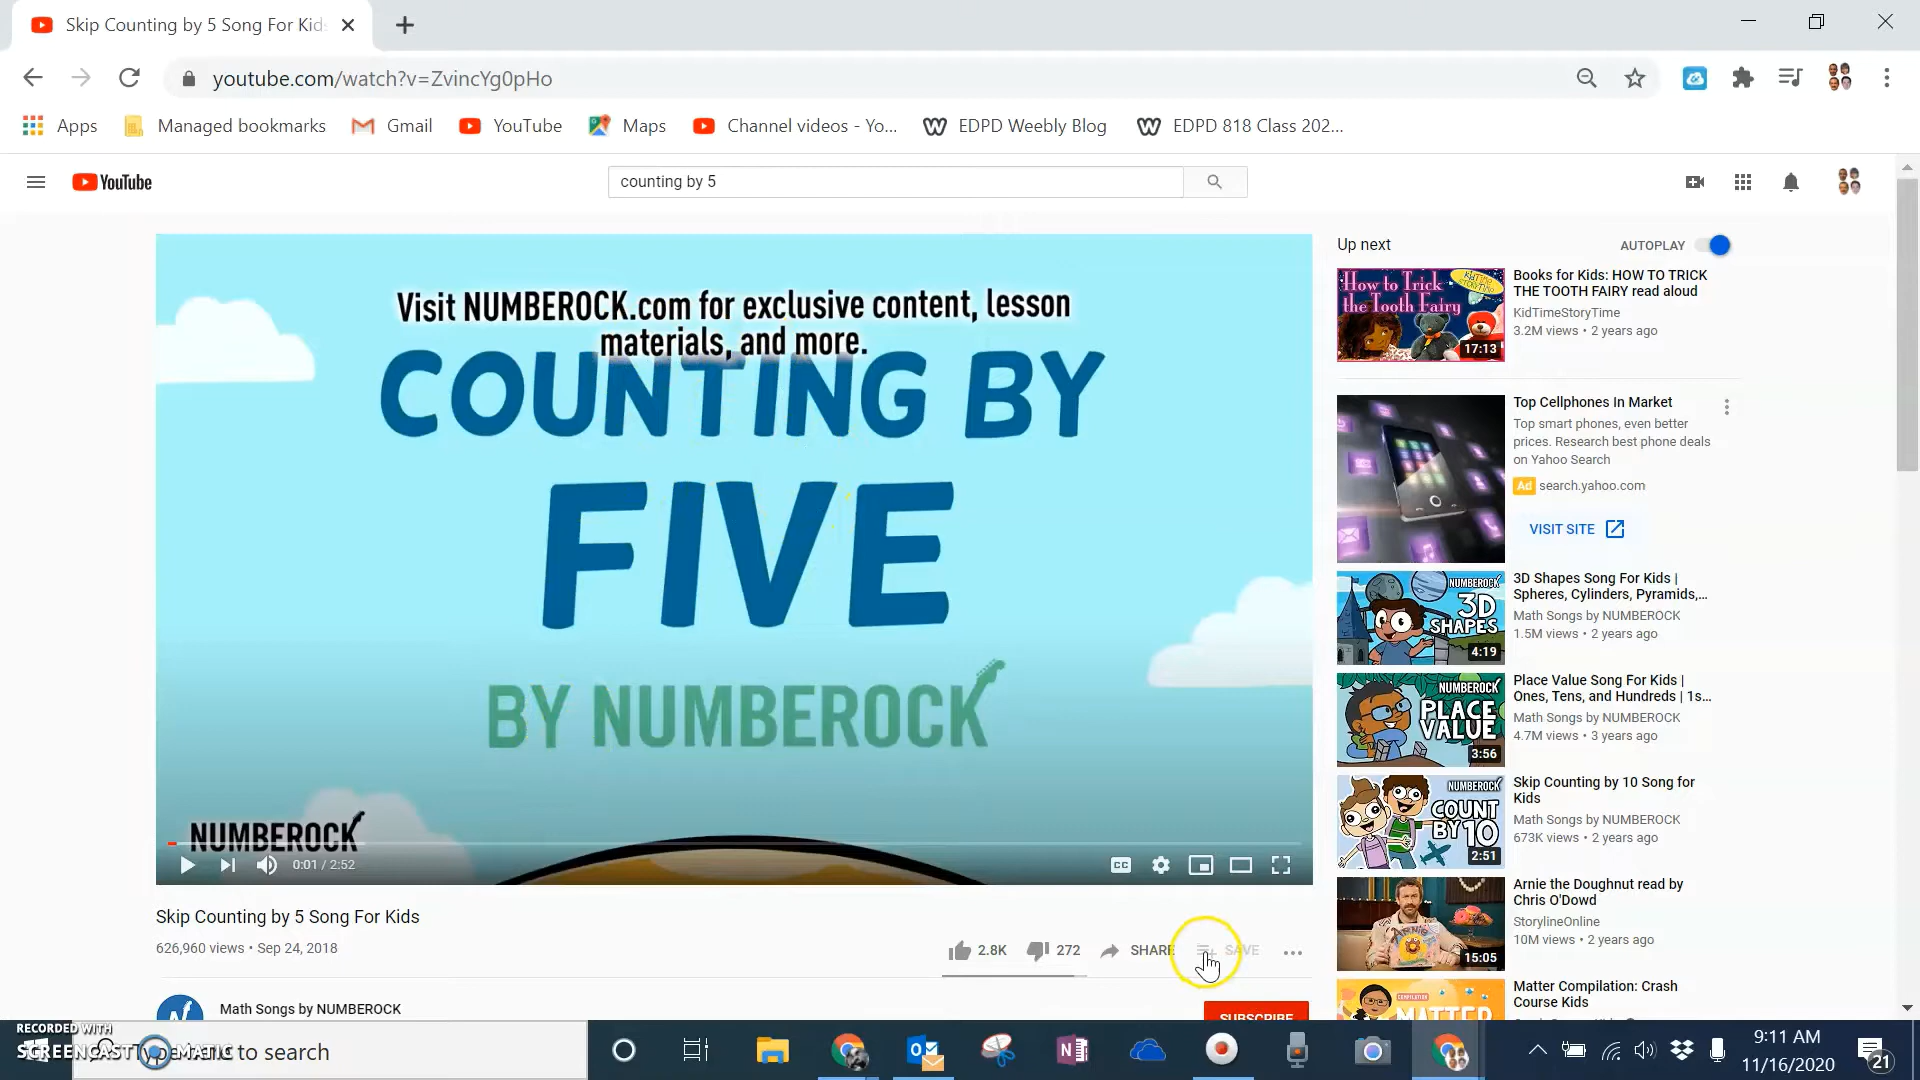 Skip Counting by 5 Song For Kids
youtube.com/watch?v=ZvincYg0pHo
Apps Managed bookmarks Gmail YouTube Maps Channel videos - Yo... EDPD Weebly Blog EDPD 818 Class 202...
YouTube
counting by 5
Visit NUMBEROCK.com for exclusive content, lesson
materials, and more.
COUNTING BY
FIVE
BY NUMBEROCK
NUMBEROCK
0:01 / 2:52
CC
Skip Counting by 5 Song For Kids
626,960 views • Sep 24, 2018
2.8K 272 SHARE SAVE
Math Songs by NUMBEROCK
SUBSCRIBE
Up next
AUTOPLAY
How to Trick
the Tooth Fairy
17:13
Books for Kids: HOW TO TRICK
THE TOOTH FAIRY read aloud
KidTimeStoryTime
3.2M views • 2 years ago
Top Cellphones In Market
Top smart phones, even better
prices. Research best phone deals
on Yahoo Search
Ad search.yahoo.com
VISIT SITE
NUMBEROCK
3D
SHAPES
4:19
3D Shapes Song For Kids |
Spheres, Cylinders, Pyramids,...
Math Songs by NUMBEROCK
1.5M views • 2 years ago
NUMBEROCK
PLACE
VALUE
3:56
Place Value Song For Kids |
Ones, Tens, and Hundreds | 1s...
Math Songs by NUMBEROCK
4.7M views • 3 years ago
NUMBEROCK
COUNT
BY 10
2:51
Skip Counting by 10 Song for
Kids
Math Songs by NUMBEROCK
673K views • 2 years ago
15:05
Arnie the Doughnut read by
Chris O'Dowd
StorylineOnline
10M views • 2 years ago
COMPILATION
MATTER
Matter Compilation: Crash
Course Kids
RECORDED WITH
SCREENCAST MATIC
to search
9:11 AM
11/16/2020
21